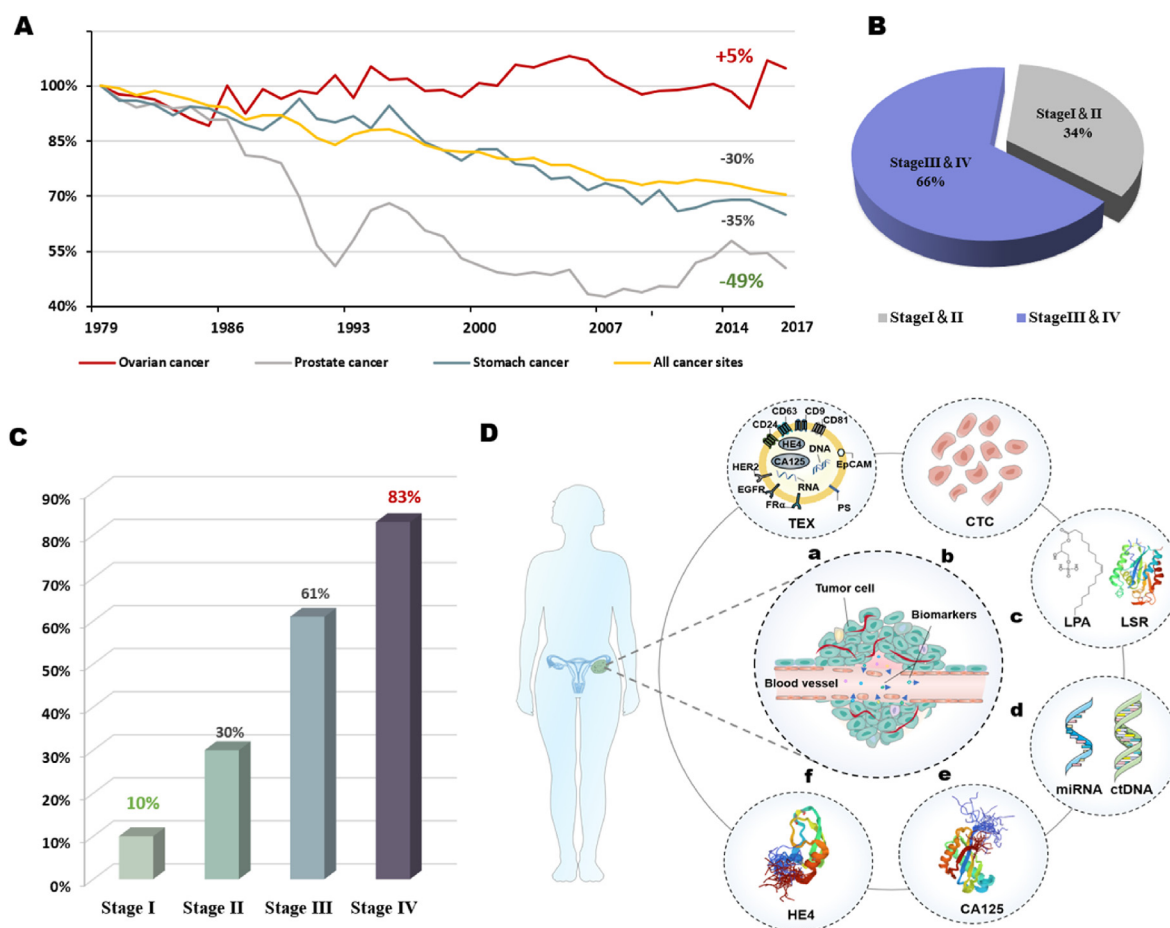 A
100%
85%
70%
55%
40%
+5%
-30%
-35%
-49%
1979
1986
1993
2000
2007
2014
2017
Ovarian cancer
Prostate cancer
Stomach cancer
All cancer sites
B
StageI & II
34%
StageIII & IV
66%
StageI & II
StageIII & IV
C
90%
80%
70%
60%
50%
40%
30%
20%
10%
0%
10%
30%
61%
83%
Stage I
Stage II
Stage III
Stage IV
D
CD63
CD9
CD24
CD81
HE4
DNA
CA125
EpCAM
HER2
EGFR
RNA
FRα
PS
TEX
CTC
a
b
LPA
LSR
c
Tumor cell
Biomarkers
Blood vessel
d
miRNA
ctDNA
f
e
HE4
CA125